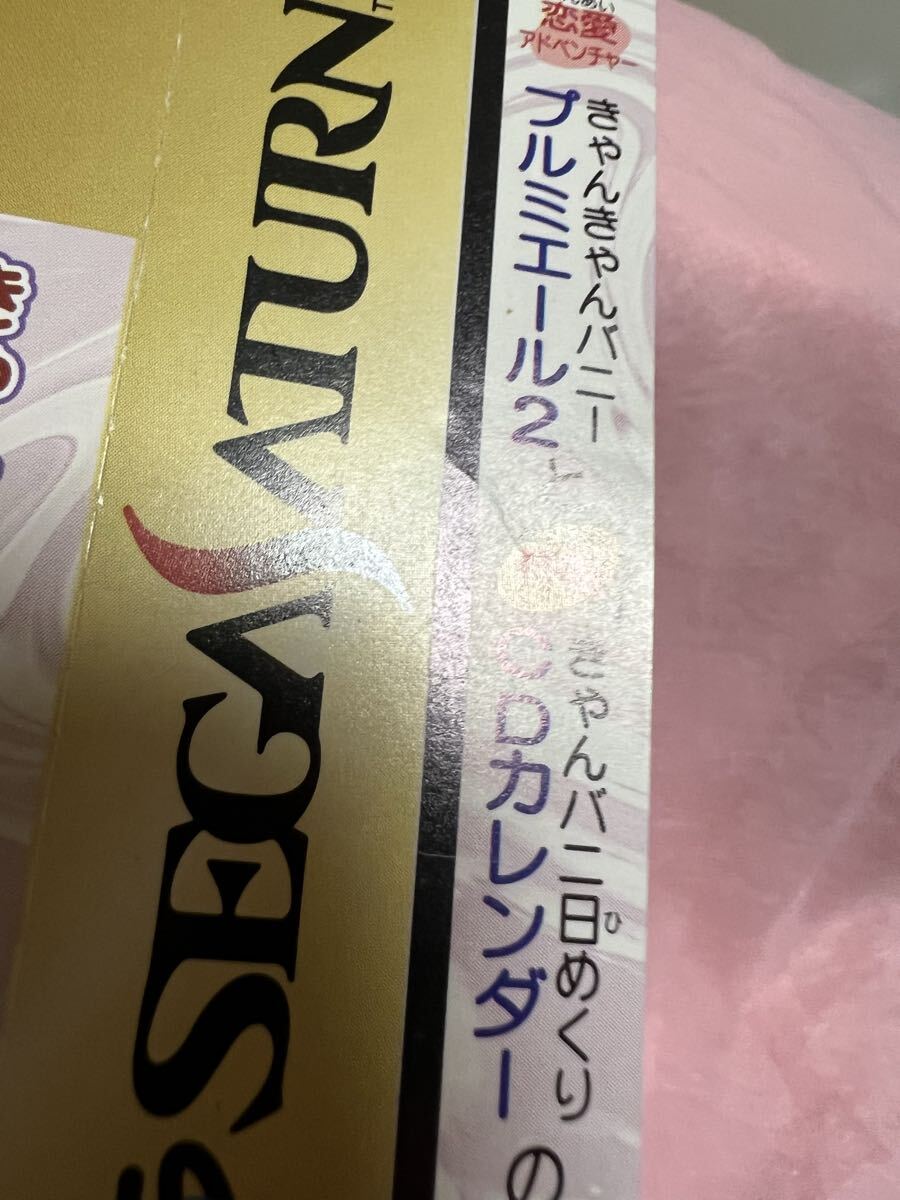 SEGA SATURN
TM
恋愛
アドベンチャー
きゃんきゃんバニー
プルミエール2
きゃんバニ日めくり
ひ
CDカレンダー
の